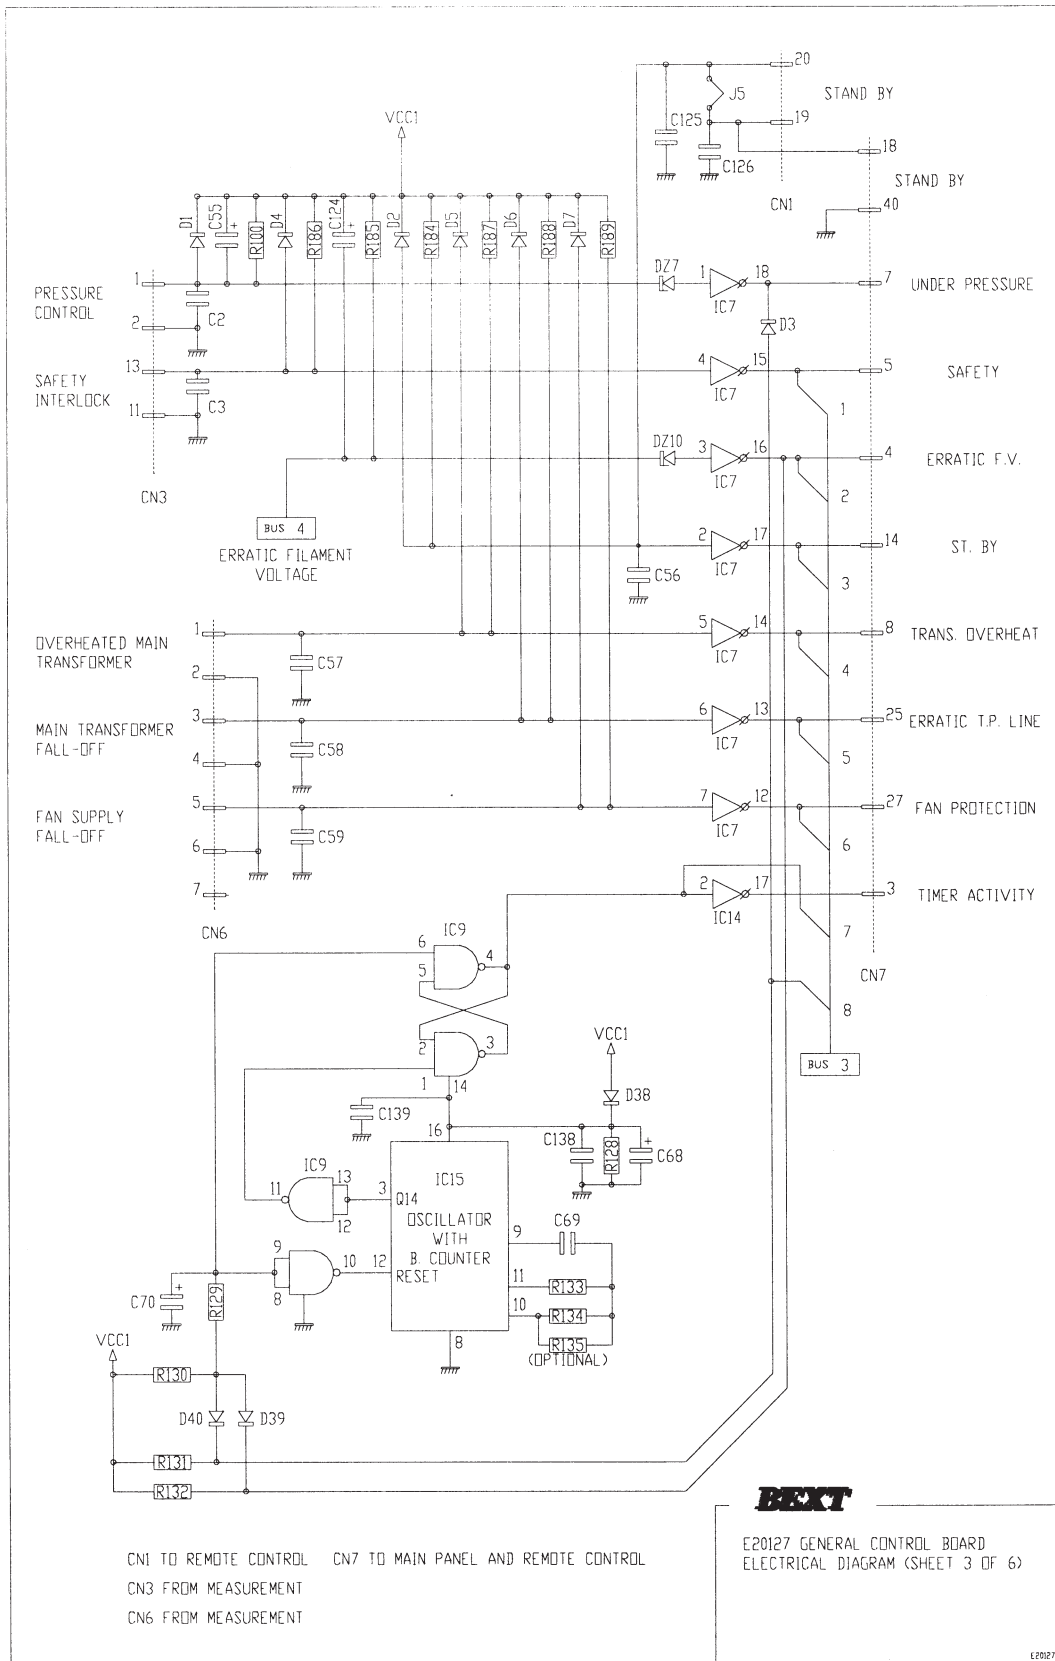 20
J5
STAND BY
C125
19
VCC1
C126
18
STAND BY
CN1
40
D1
C55
R100
D4
R186
C124
R185
D2
R184
D5
R187
D6
R188
D7
R189
PRESSURE
CONTROL
1
2
C2
DZ7
1
IC7
18
7
UNDER PRESSURE
D3
SAFETY
INTERLOCK
13
11
C3
4
IC7
15
5
SAFETY
1
CN3
DZ10
3
IC7
16
4
ERRATIC F.V.
2
BUS 4
ERRATIC FILAMENT
VOLTAGE
2
IC7
17
14
ST. BY
C56
3
OVERHEATED MAIN
TRANSFORMER
1
2
C57
5
IC7
14
8
TRANS. OVERHEAT
4
MAIN TRANSFORMER
FALL-OFF
3
4
C58
6
IC7
13
25
ERRATIC T.P. LINE
5
FAN SUPPLY
FALL-OFF
5
6
C59
7
IC7
12
27
FAN PROTECTION
6
7
CN6
2
IC14
17
3
TIMER ACTIVITY
7
CN7
IC9
6
5
4
8
2
1
3
14
BUS 3
VCC1
D38
C139
16
C138
R128
C68
IC9
11
13
12
3
Q14
IC15
OSCILLATOR
WITH
B. COUNTER
RESET
9
C69
11
R133
10
R134
R135
(OPTIONAL)
9
8
10
12
8
C70
R129
VCC1
R130
D40
D39
R131
R132
BEXT
E20127 GENERAL CONTROL BOARD
ELECTRICAL DIAGRAM (SHEET 3 OF 6)
CN1 TO REMOTE CONTROL CN7 TO MAIN PANEL AND REMOTE CONTROL
CN3 FROM MEASUREMENT
CN6 FROM MEASUREMENT
E20127